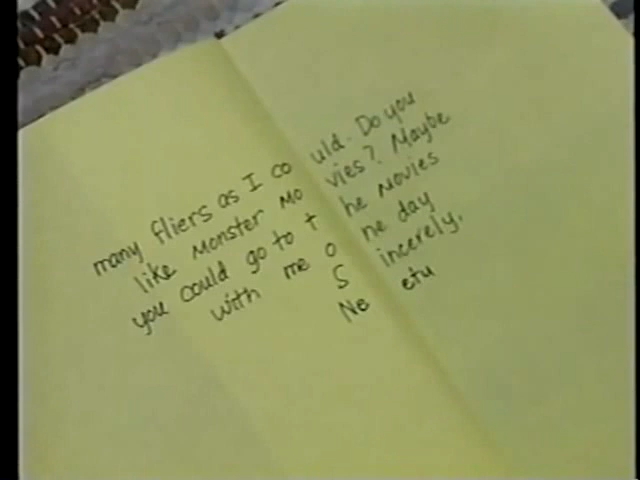 many fliers as I co uld. Do you
like Monster Mo vies? Maybe
you could go to t he Movies
with me o ne day
S incerely,
Ne etu